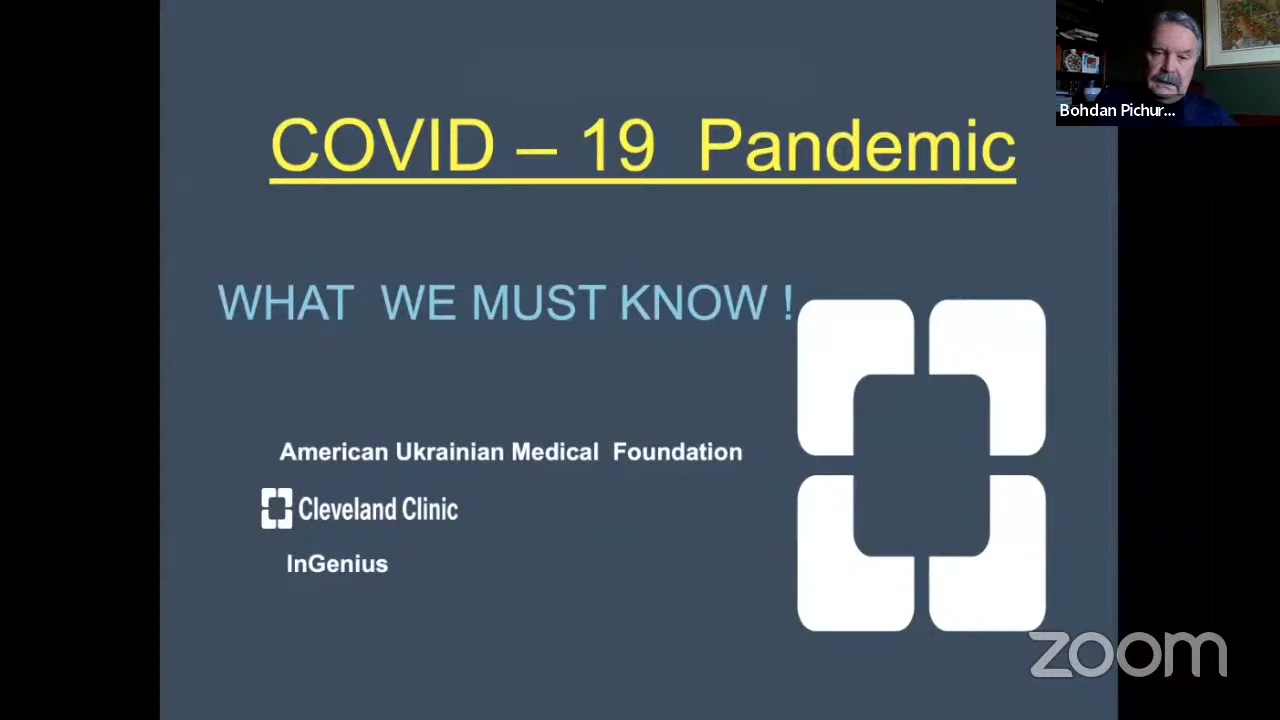 COVID – 19 Pandemic
Bohdan Pichur...
WHAT WE MUST KNOW !
American Ukrainian Medical Foundation
Cleveland Clinic
InGenius
zoom